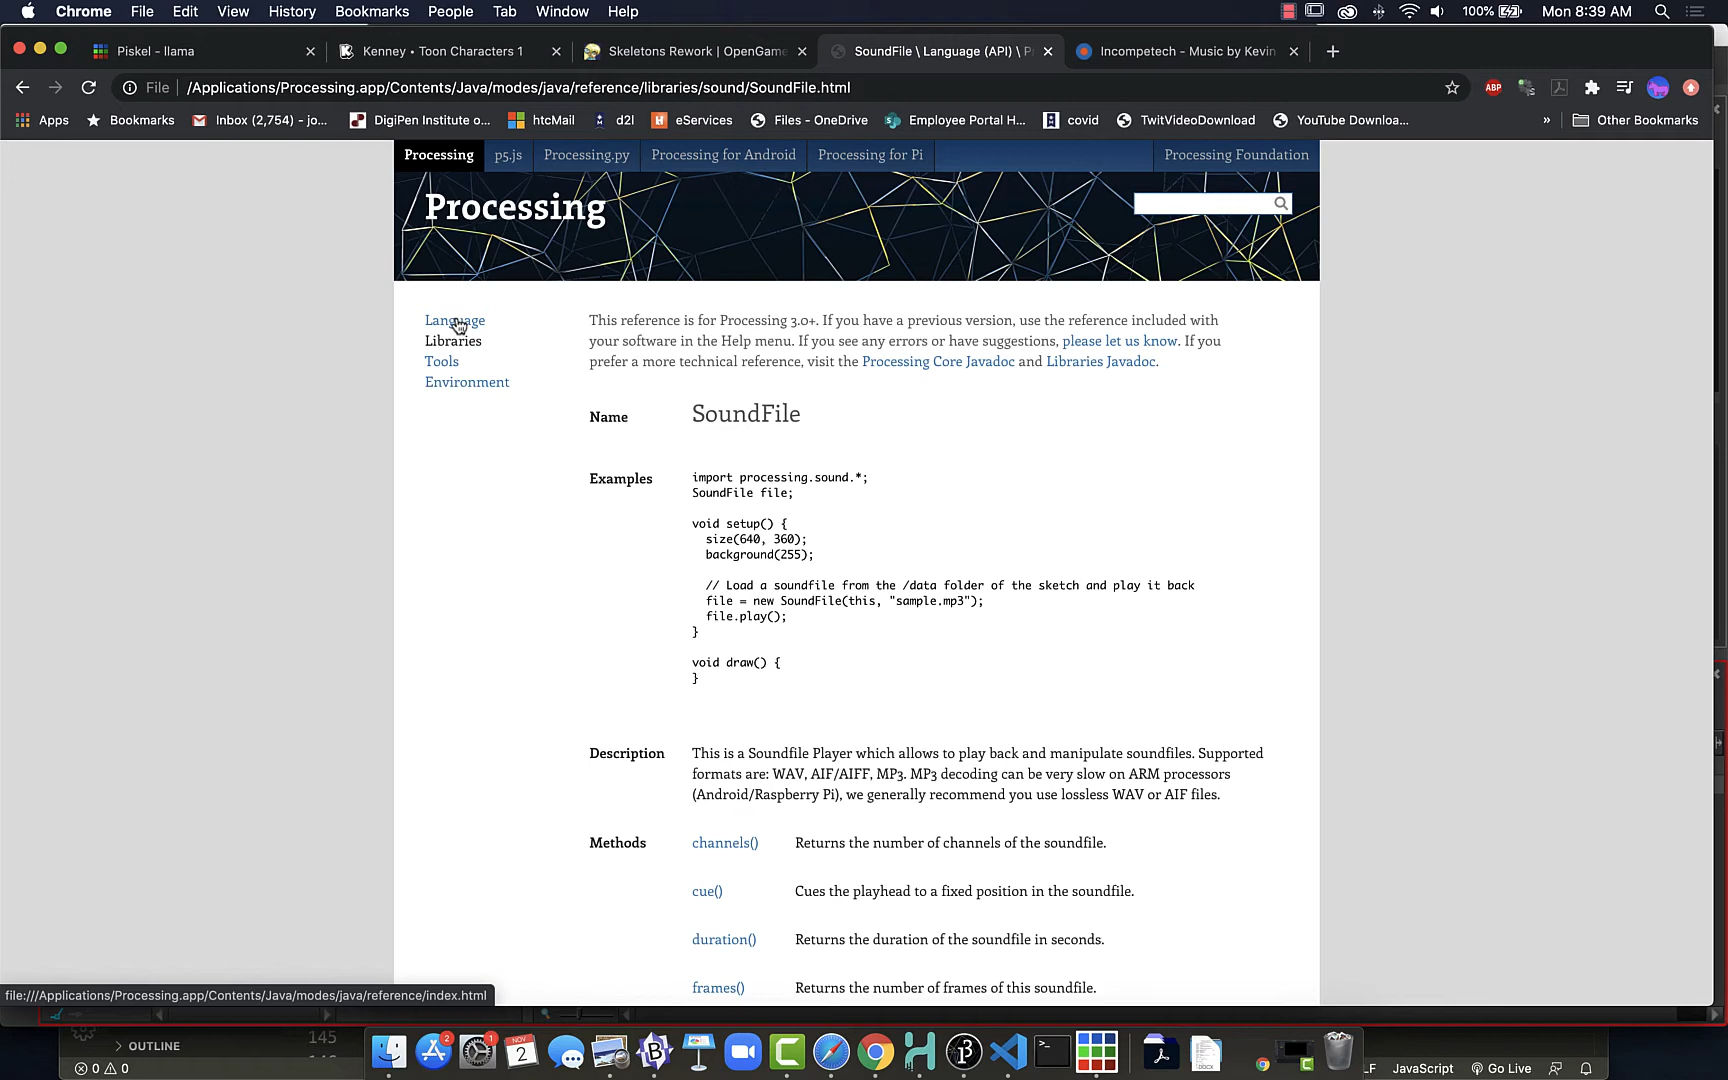 Chrome File Edit View History Bookmarks People Tab Window Help 100% Mon 8:39 AM
Piskel - llama Kenney • Toon Characters 1 Skeletons Rework | OpenGame SoundFile \ Language (API) \ P Incompetech - Music by Kevin
File /Applications/Processing.app/Contents/Java/modes/java/reference/libraries/sound/SoundFile.html ABP
Apps Bookmarks Inbox (2,754) - jo... DigiPen Institute o... htcMail d2l eServices Files - OneDrive Employee Portal H... covid TwitVideoDownload YouTube Downloa... » Other Bookmarks
Processing p5.js Processing.py Processing for Android Processing for Pi Processing Foundation
Processing
Language
Libraries
Tools
Environment
This reference is for Processing 3.0+. If you have a previous version, use the reference included with
your software in the Help menu. If you see any errors or have suggestions, please let us know. If you
prefer a more technical reference, visit the Processing Core Javadoc and Libraries Javadoc.
Name SoundFile
Examples
import processing.sound.*;
SoundFile file;
void setup() {
size(640, 360);
background(255);
// Load a soundfile from the /data folder of the sketch and play it back
file = new SoundFile(this, "sample.mp3");
file.play();
}
void draw() {
}
Description This is a Soundfile Player which allows to play back and manipulate soundfiles. Supported
formats are: WAV, AIF/AIFF, MP3. MP3 decoding can be very slow on ARM processors
(Android/Raspberry Pi), we generally recommend you use lossless WAV or AIF files.
Methods channels() Returns the number of channels of the soundfile.
cue() Cues the playhead to a fixed position in the soundfile.
duration() Returns the duration of the soundfile in seconds.
frames() Returns the number of frames of this soundfile.
file:///Applications/Processing.app/Contents/Java/modes/java/reference/index.html
145
> OUTLINE
0 0
2 1 NOV 2 DOCX
LF JavaScript Go Live